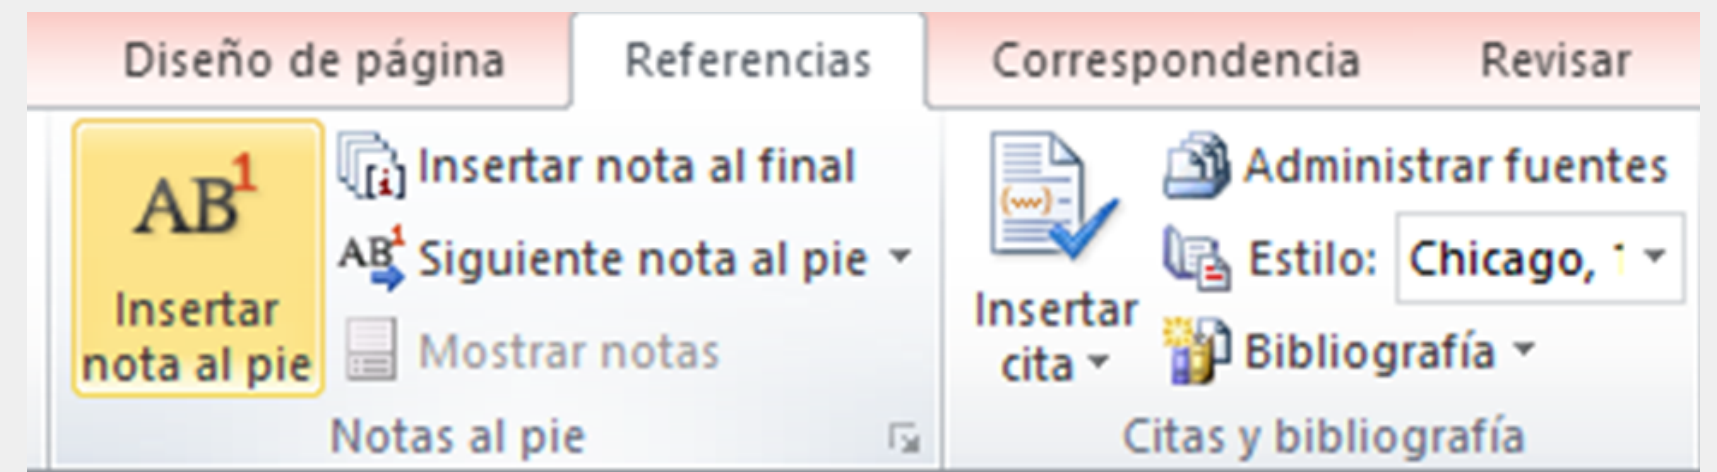 Diseño de página Referencias Correspondencia Revisar
AB1
Insertar
nota al pie
[i] Insertar nota al final
AB1 Siguiente nota al pie
Mostrar notas
Notas al pie
Insertar
cita
Administrar fuentes
Estilo: Chicago,
Bibliografía
Citas y bibliografía